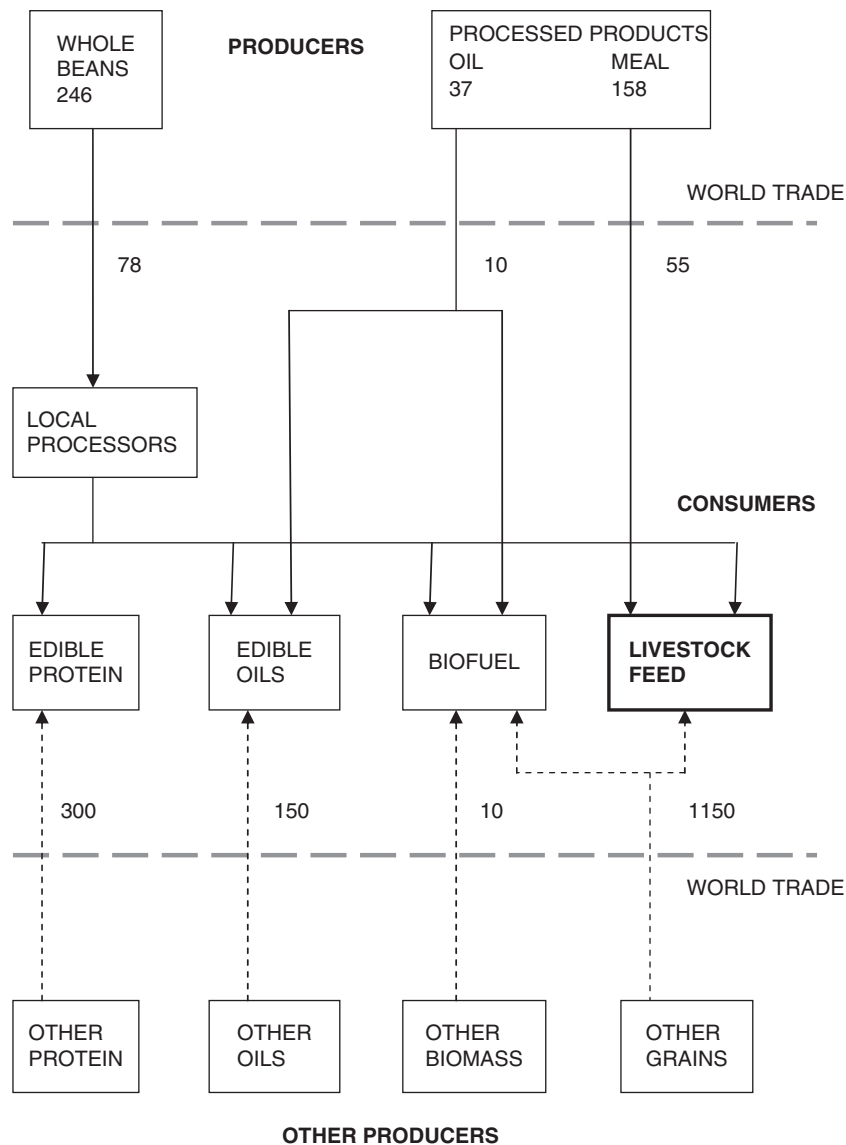 WHOLE
BEANS
246
PRODUCERS
PROCESSED PRODUCTS
OIL MEAL
37 158
WORLD TRADE
78 10 55
LOCAL
PROCESSORS
CONSUMERS
EDIBLE
PROTEIN
EDIBLE
OILS
BIOFUEL
LIVESTOCK
FEED
300 150 10 1150
WORLD TRADE
OTHER
PROTEIN
OTHER
OILS
OTHER
BIOMASS
OTHER
GRAINS
OTHER PRODUCERS